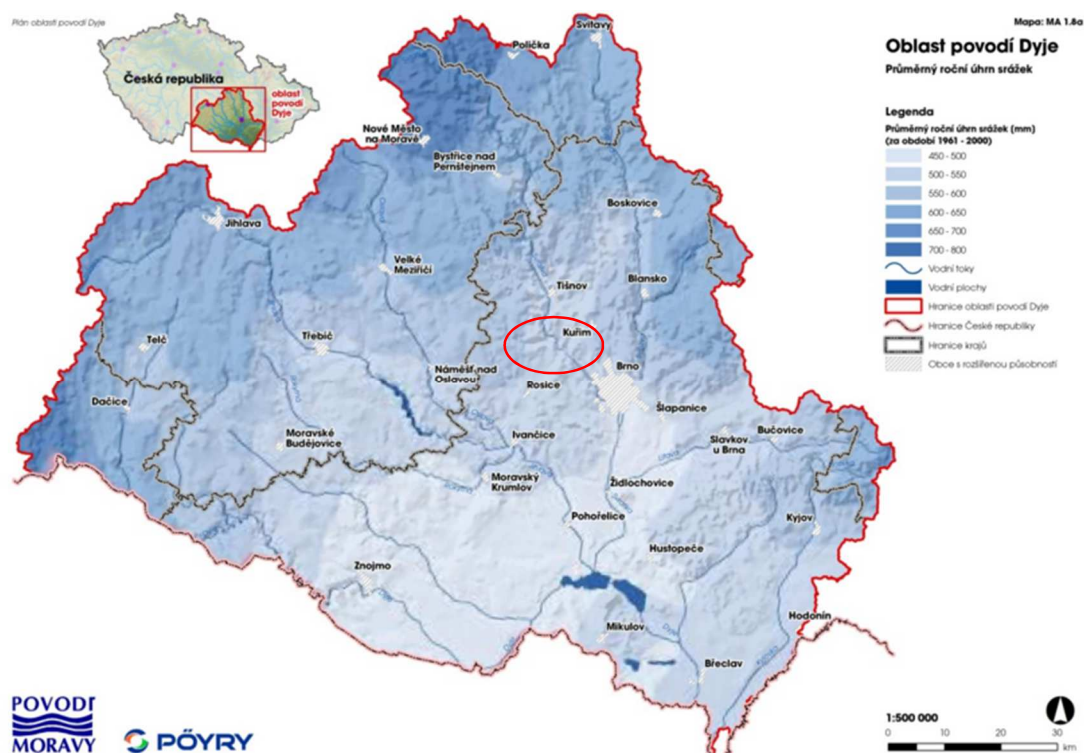 Plán oblasti povodí Dyje
Mapa: MA 1.8a
Oblast povodí Dyje
Průměrný roční úhrn srážek
Legenda
Průměrný roční úhrn srážek (mm)
(za období 1961 - 2000)
450 - 500
500 - 550
550 - 600
600 - 650
650 - 700
700 - 800
Vodní toky
Vodní plochy
Hranice oblasti povodí Dyje
Hranice České republiky
Hranice krajů
Obce s rozšířenou působností
Česká republika
oblast
povodí
Dyje
Svitavy
Polička
Nové Město
na Moravě
Bystřice nad
Pernštejnem
Boskovice
Jihlava
Velké
Meziříčí
Blansko
Tišnov
Kuřim
Telč
Třebíč
Náměšť nad
Oslavou
Brno
Rosice
Šlapanice
Dačice
Moravské
Budějovice
Ivančice
Slavkov
u Brna
Bučovice
Moravský
Krumlov
Židlochovice
Pohořelice
Kyjov
Hustopeče
Znojmo
Hodonín
Mikulov
Břeclav
Dyje
POVODÍ
MORAVY
PÖYRY
1:500 000
0 10 20 30
km